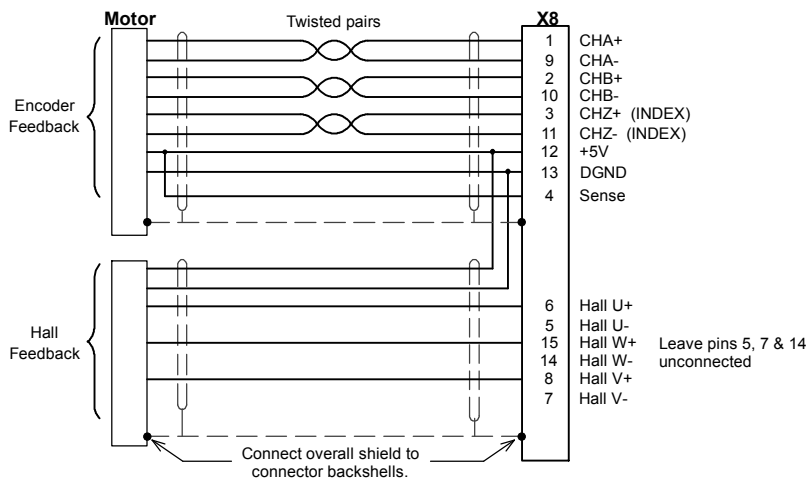 Motor
Twisted pairs
X8
Encoder
Feedback
1 CHA+
9 CHA-
2 CHB+
10 CHB-
3 CHZ+ (INDEX)
11 CHZ- (INDEX)
12 +5V
13 DGND
4 Sense
Hall
Feedback
6 Hall U+
5 Hall U-
15 Hall W+
14 Hall W-
8 Hall V+
7 Hall V-
Leave pins 5, 7 & 14
unconnected
Connect overall shield to
connector backshells.